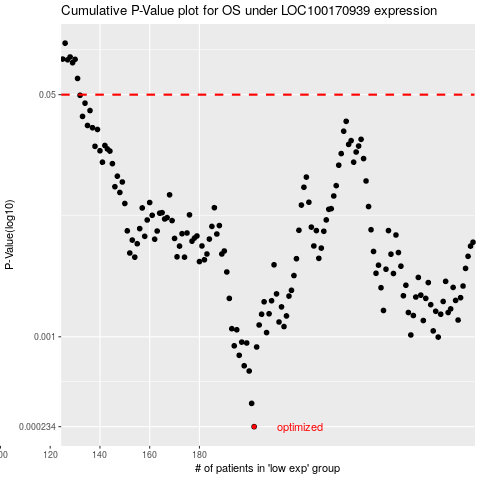 Cumulative P-Value plot for OS under LOC100170939 expression
0.05
P-Value(log10)
0.001
0.000234
optimized
00 120 140 160 180
# of patients in 'low exp' group